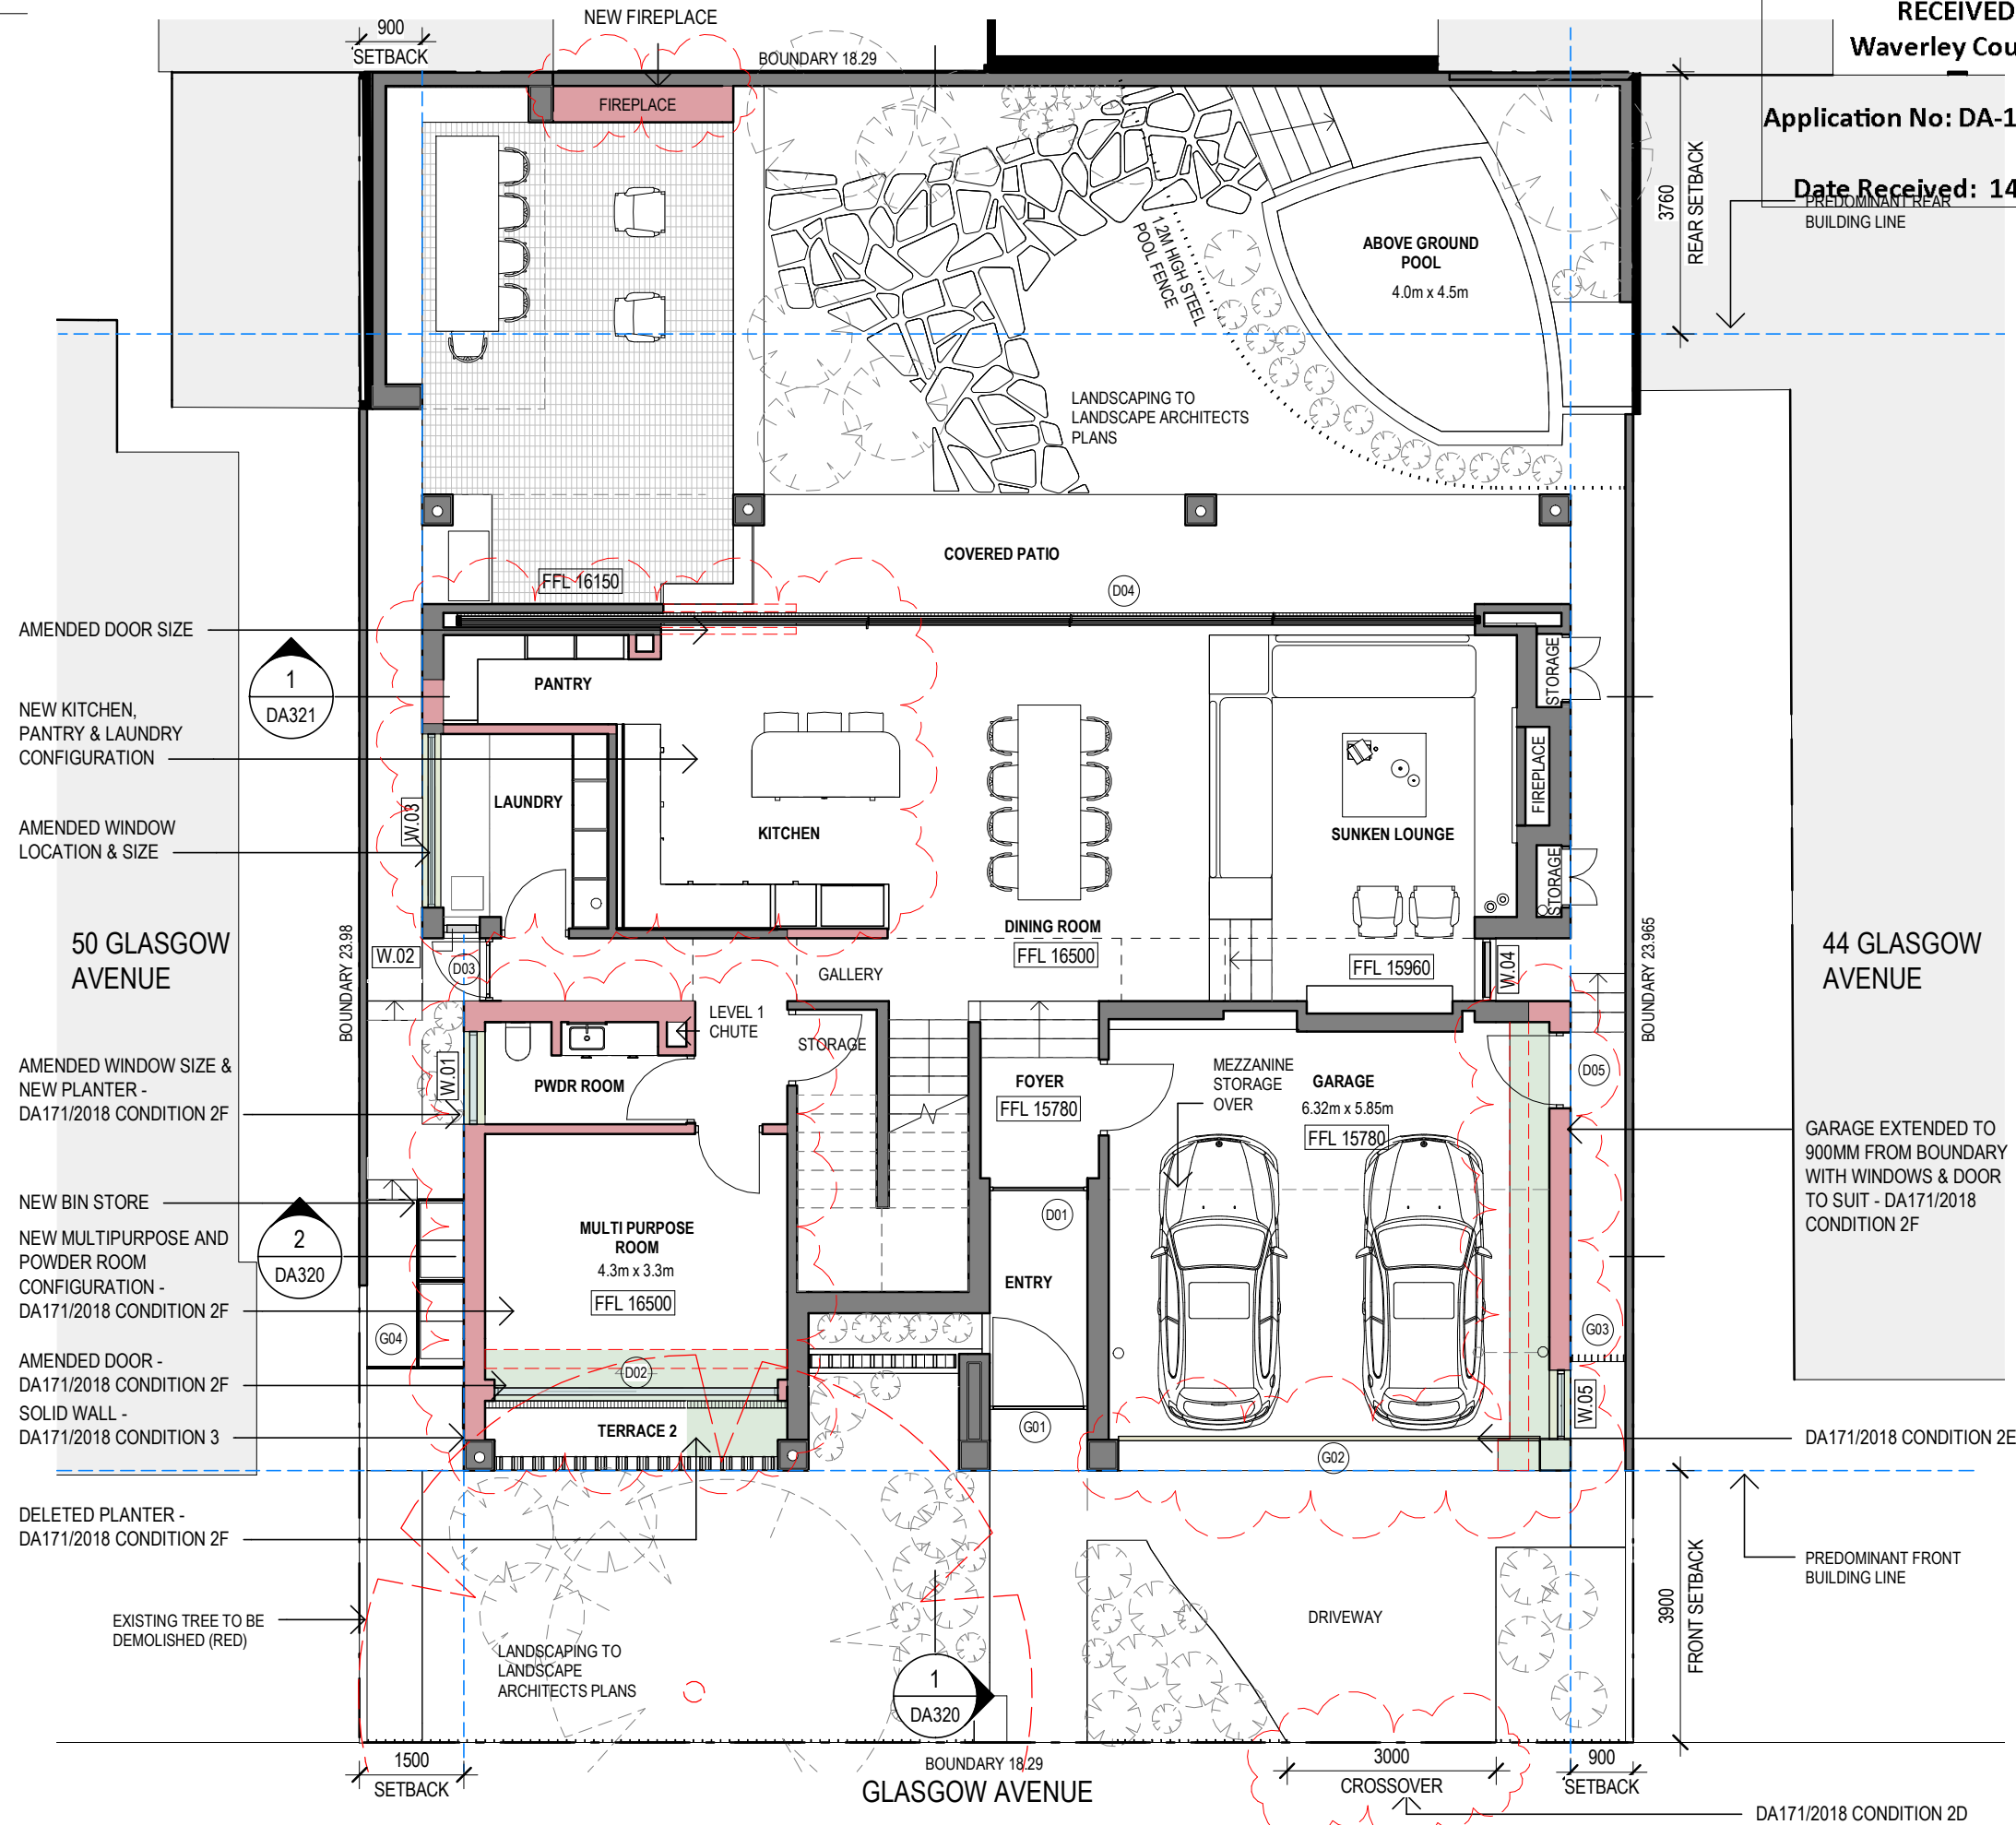 RECEIVED
Waverley Cou
Application No: DA-1
Date Received: 14
900
SETBACK
NEW FIREPLACE
BOUNDARY 18.29
FIREPLACE
3760
REAR SETBACK
PREDOMINANT REAR
BUILDING LINE
1.2M HIGH STEEL
POOL FENCE
ABOVE GROUND
POOL
4.0m x 4.5m
LANDSCAPING TO
LANDSCAPE ARCHITECTS
PLANS
COVERED PATIO
FFL 16150
D04
AMENDED DOOR SIZE
1
DA321
PANTRY
STORAGE
NEW KITCHEN,
PANTRY & LAUNDRY
CONFIGURATION
LAUNDRY
W.03
KITCHEN
SUNKEN LOUNGE
FIREPLACE
AMENDED WINDOW
LOCATION & SIZE
STORAGE
50 GLASGOW
AVENUE
BOUNDARY 23.98
W.02
D03
DINING ROOM
FFL 16500
GALLERY
FFL 15960
W.04
BOUNDARY 23.965
44 GLASGOW
AVENUE
LEVEL 1
CHUTE
STORAGE
AMENDED WINDOW SIZE &
NEW PLANTER -
DA171/2018 CONDITION 2F
W.01
PWDR ROOM
FOYER
FFL 15780
MEZZANINE
STORAGE
OVER
GARAGE
6.32m x 5.85m
FFL 15780
D05
GARAGE EXTENDED TO
900MM FROM BOUNDARY
WITH WINDOWS & DOOR
TO SUIT - DA171/2018
CONDITION 2F
NEW BIN STORE
2
DA320
NEW MULTIPURPOSE AND
POWDER ROOM
CONFIGURATION -
DA171/2018 CONDITION 2F
MULTI PURPOSE
ROOM
4.3m x 3.3m
FFL 16500
D01
ENTRY
G04
G03
AMENDED DOOR -
DA171/2018 CONDITION 2F
D02
W.05
SOLID WALL -
DA171/2018 CONDITION 3
TERRACE 2
G01
G02
DA171/2018 CONDITION 2E
DELETED PLANTER -
DA171/2018 CONDITION 2F
PREDOMINANT FRONT
BUILDING LINE
3900
FRONT SETBACK
EXISTING TREE TO BE
DEMOLISHED (RED)
LANDSCAPING TO
LANDSCAPE
ARCHITECTS PLANS
DRIVEWAY
1
DA320
1500
SETBACK
BOUNDARY 18.29
GLASGOW AVENUE
3000
CROSSOVER
900
SETBACK
DA171/2018 CONDITION 2D